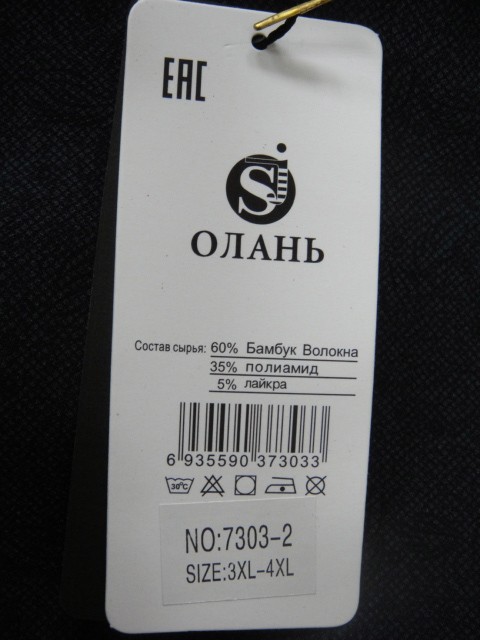 EAC
Sj
ОЛАНЬ
Состав сырья: 60% Бамбук Волокна
35% полиамид
5% лайкра
6 935590 373033
30°C
NO:7303-2
SIZE:3XL-4XL